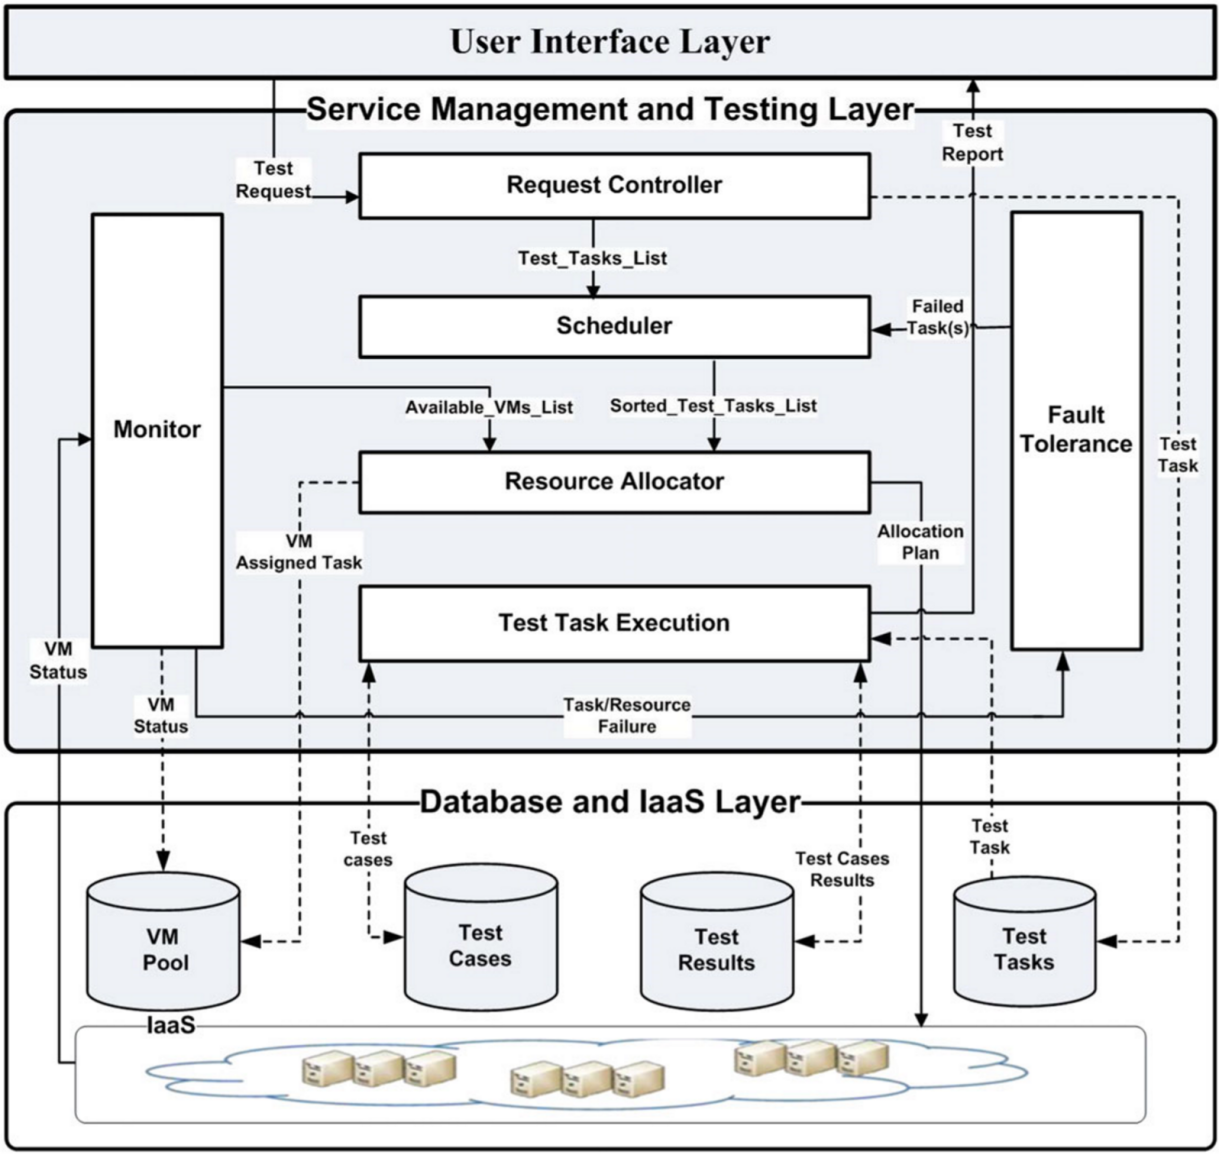 User Interface Layer
Service Management and Testing Layer
Test
Report
Test
Request
Request Controller
Test_Tasks_List
Scheduler
Failed
Task(s)
Available_VMs_List
Sorted_Test_Tasks_List
Monitor
Fault
Tolerance
Test
Task
Resource Allocator
VM
Assigned Task
Allocation
Plan
Test Task Execution
VM
Status
VM
Status
Task/Resource
Failure
Database and IaaS Layer
Test
cases
Test Cases
Results
Test
Task
VM
Pool
Test
Cases
Test
Results
Test
Tasks
IaaS